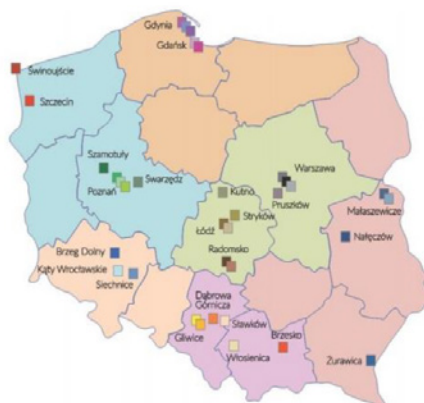 Gdynia
Gdańsk
Świnoujście
Szczecin
Szamotuły
Poznań
Swarzędz
Warszawa
Pruszków
Kutno
Stryków
Łódź
Małaszewicze
Nałęczów
Radomsko
Brzeg Dolny
Kąty Wrocławskie
Siechnice
Dąbrowa
Górnicza
Sławków
Gliwice
Włosienica
Brzesko
Żurawica